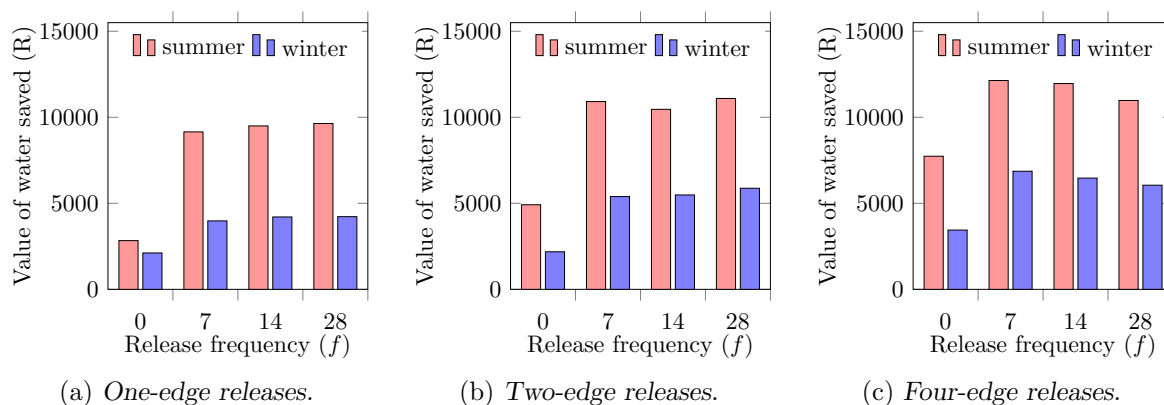 Value of water saved (R)
15000
10000
5000
0
summer winter
0 7 14 28
Release frequency (f)
(a) One-edge releases.
Value of water saved (R)
15000
10000
5000
0
summer winter
0 7 14 28
Release frequency (f)
(b) Two-edge releases.
Value of water saved (R)
15000
10000
5000
0
summer winter
0 7 14 28
Release frequency (f)
(c) Four-edge releases.